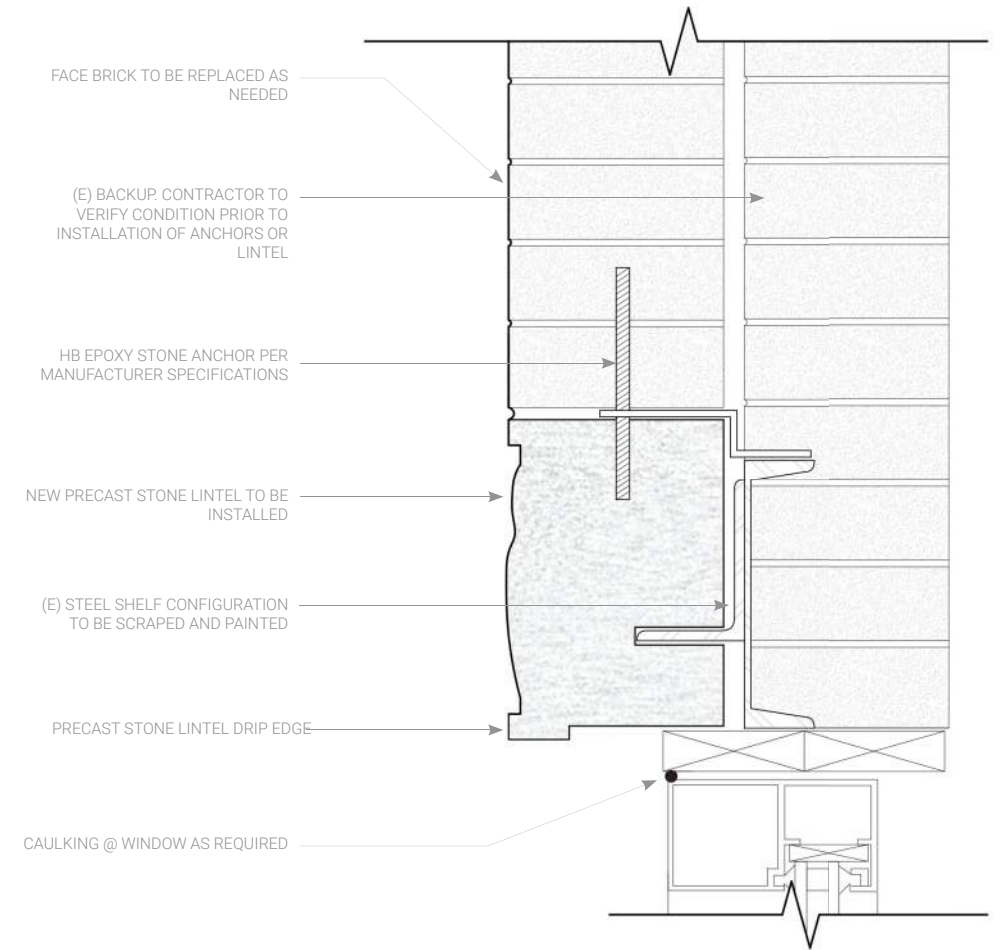 FACE BRICK TO BE REPLACED AS
NEEDED
(E) BACKUP. CONTRACTOR TO
VERIFY CONDITION PRIOR TO
INSTALLATION OF ANCHORS OR
LINTEL
HB EPOXY STONE ANCHOR PER
MANUFACTURER SPECIFICATIONS
NEW PRECAST STONE LINTEL TO BE
INSTALLED
(E) STEEL SHELF CONFIGURATION
TO BE SCRAPED AND PAINTED
PRECAST STONE LINTEL DRIP EDGE
CAULKING @ WINDOW AS REQUIRED